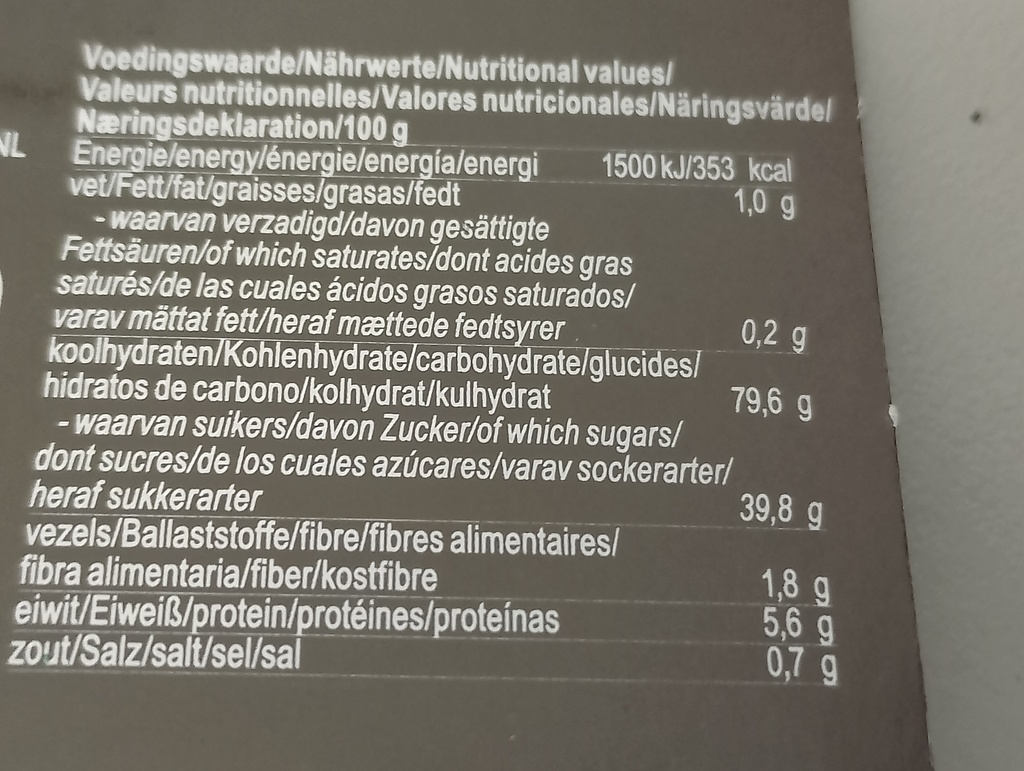 Voedingswaarde/Nährwerte/Nutritional values/
Valeurs nutritionnelles/Valores nutricionales/Näringsvärde/
Næringsdeklaration/100 g
NL
Energie/energy/énergie/energía/energi 1500 kJ/353 kcal
vet/Fett/fat/graisses/grasas/fedt 1,0 g
- waarvan verzadigd/davon gesättigte
Fettsäuren/of which saturates/dont acides gras
saturés/de las cuales ácidos grasos saturados/
varav mättat fett/heraf mættede fedtsyrer 0,2 g
koolhydraten/Kohlenhydrate/carbohydrate/glucides/
hidratos de carbono/kolhydrat/kulhydrat 79,6 g
- waarvan suikers/davon Zucker/of which sugars/
dont sucres/de los cuales azúcares/varav sockerarter/
heraf sukkerarter 39,8 g
vezels/Ballaststoffe/fibre/fibres alimentaires/
fibra alimentaria/fiber/kostfibre 1,8 g
eiwit/Eiweiß/protein/protéines/proteínas 5,6 g
zout/Salz/salt/sel/sal 0,7 g